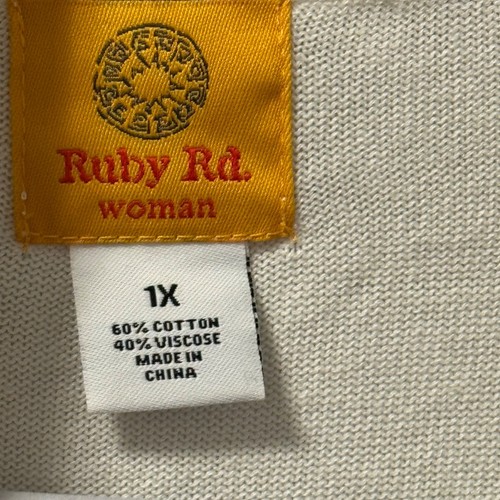 Ruby Rd.
woman
1X
60% COTTON
40% VISCOSE
MADE IN
CHINA